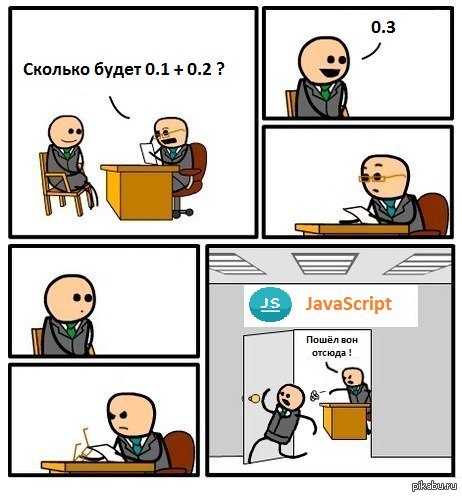 Сколько будет 0.1 + 0.2 ?
0.3
JS
JavaScript
Пошёл вон
отсюда !
pikabu.ru